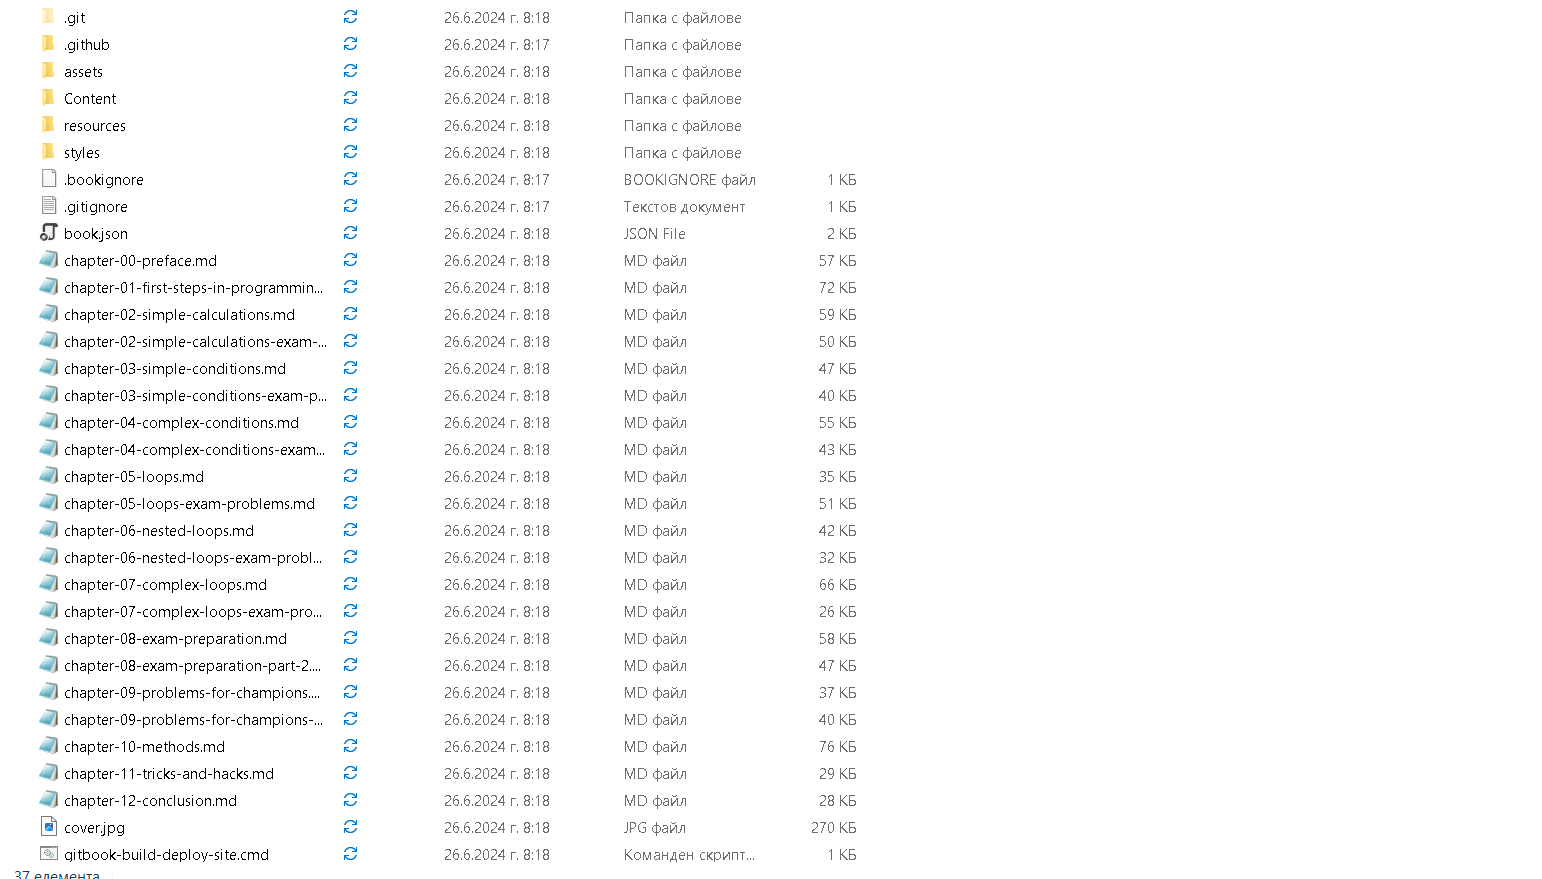 .git 26.6.2024 г. 8:18 Папка с файлове
.github 26.6.2024 г. 8:17 Папка с файлове
assets 26.6.2024 г. 8:18 Папка с файлове
Content 26.6.2024 г. 8:18 Папка с файлове
resources 26.6.2024 г. 8:18 Папка с файлове
styles 26.6.2024 г. 8:18 Папка с файлове
.bookignore 26.6.2024 г. 8:17 BOOKIGNORE файл 1 КБ
.gitignore 26.6.2024 г. 8:17 Текстов документ 1 КБ
book.json 26.6.2024 г. 8:18 JSON File 2 КБ
chapter-00-preface.md 26.6.2024 г. 8:18 MD файл 57 КБ
chapter-01-first-steps-in-programmin... 26.6.2024 г. 8:18 MD файл 72 КБ
chapter-02-simple-calculations.md 26.6.2024 г. 8:18 MD файл 59 КБ
chapter-02-simple-calculations-exam-... 26.6.2024 г. 8:18 MD файл 50 КБ
chapter-03-simple-conditions.md 26.6.2024 г. 8:18 MD файл 47 КБ
chapter-03-simple-conditions-exam-p... 26.6.2024 г. 8:18 MD файл 40 КБ
chapter-04-complex-conditions.md 26.6.2024 г. 8:18 MD файл 55 КБ
chapter-04-complex-conditions-exam... 26.6.2024 г. 8:18 MD файл 43 КБ
chapter-05-loops.md 26.6.2024 г. 8:18 MD файл 35 КБ
chapter-05-loops-exam-problems.md 26.6.2024 г. 8:18 MD файл 51 КБ
chapter-06-nested-loops.md 26.6.2024 г. 8:18 MD файл 42 КБ
chapter-06-nested-loops-exam-probl... 26.6.2024 г. 8:18 MD файл 32 КБ
chapter-07-complex-loops.md 26.6.2024 г. 8:18 MD файл 66 КБ
chapter-07-complex-loops-exam-pro... 26.6.2024 г. 8:18 MD файл 26 КБ
chapter-08-exam-preparation.md 26.6.2024 г. 8:18 MD файл 58 КБ
chapter-08-exam-preparation-part-2.... 26.6.2024 г. 8:18 MD файл 47 КБ
chapter-09-problems-for-champions.... 26.6.2024 г. 8:18 MD файл 37 КБ
chapter-09-problems-for-champions-... 26.6.2024 г. 8:18 MD файл 40 КБ
chapter-10-methods.md 26.6.2024 г. 8:18 MD файл 76 КБ
chapter-11-tricks-and-hacks.md 26.6.2024 г. 8:18 MD файл 29 КБ
chapter-12-conclusion.md 26.6.2024 г. 8:18 MD файл 28 КБ
cover.jpg 26.6.2024 г. 8:18 JPG файл 270 КБ
gitbook-build-deploy-site.cmd 26.6.2024 г. 8:18 Команден скрипт... 1 КБ
37 елемента